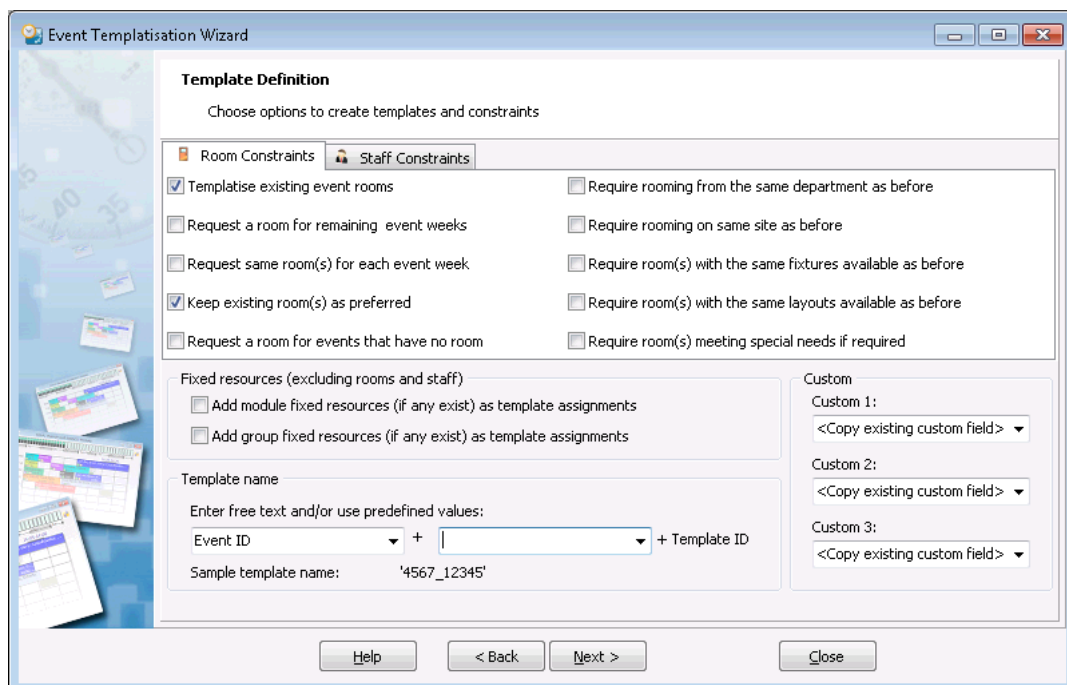 Event Templatisation Wizard
Template Definition
Choose options to create templates and constraints
Room Constraints
Staff Constraints
Templatise existing event rooms
Request a room for remaining event weeks
Request same room(s) for each event week
Keep existing room(s) as preferred
Request a room for events that have no room
Require rooming from the same department as before
Require rooming on same site as before
Require room(s) with the same fixtures available as before
Require room(s) with the same layouts available as before
Require room(s) meeting special needs if required
Fixed resources (excluding rooms and staff)
Add module fixed resources (if any exist) as template assignments
Add group fixed resources (if any exist) as template assignments
Template name
Enter free text and/or use predefined values:
Event ID + + Template ID
Sample template name: '4567_12345'
Custom
Custom 1:
<Copy existing custom field>
Custom 2:
<Copy existing custom field>
Custom 3:
<Copy existing custom field>
Help
< Back
Next >
Close